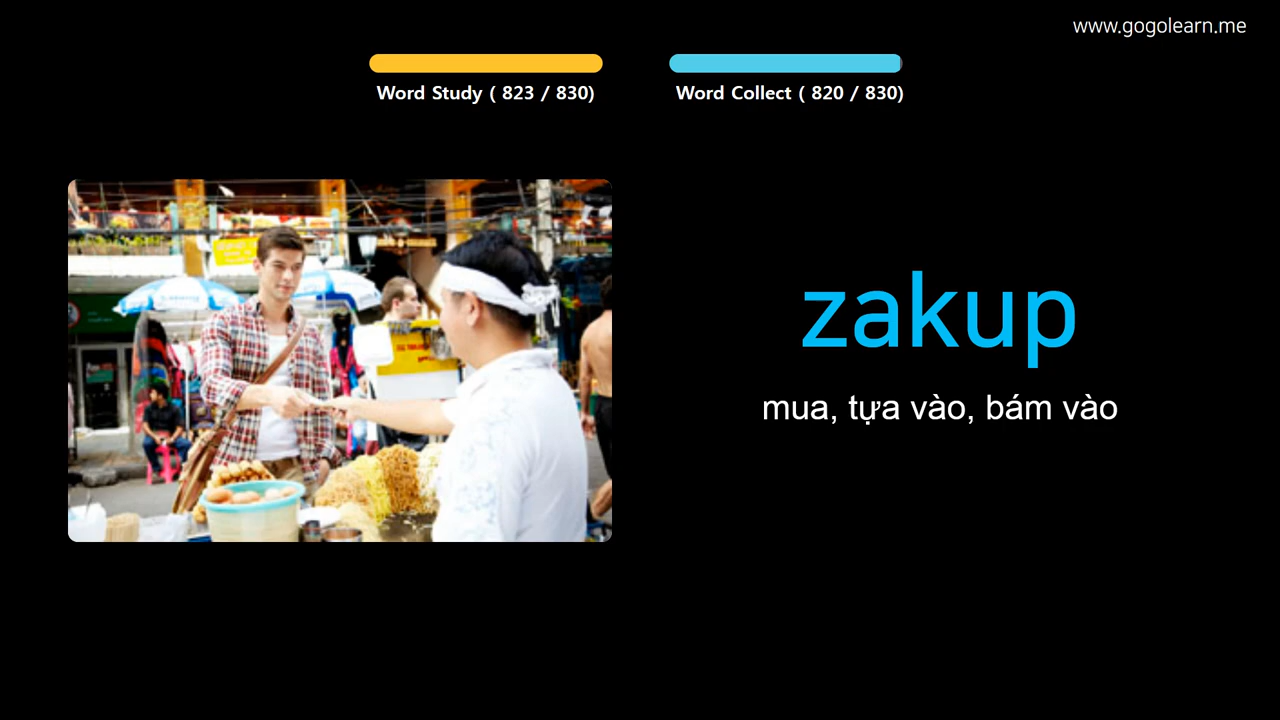 www.gogolearn.me
Word Study ( 823 / 830)
Word Collect ( 820 / 830)
zakup
mua, tựa vào, bám vào